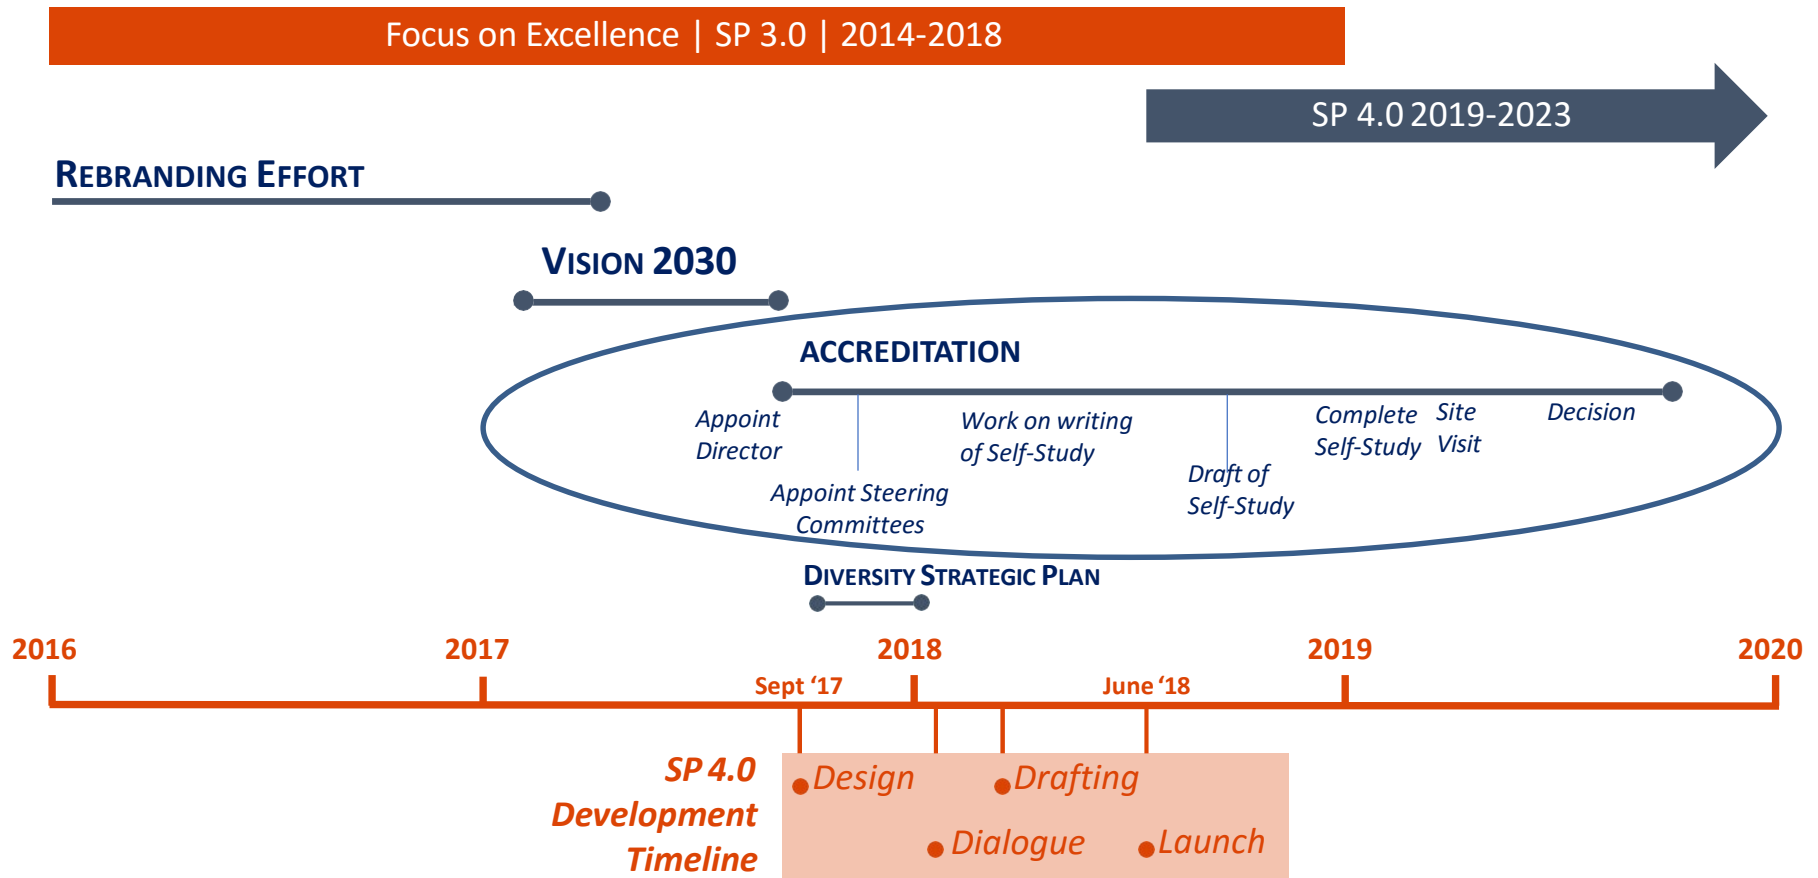 Focus on Excellence | SP 3.0 | 2014-2018
SP 4.0 2019-2023
REBRANDING EFFORT
VISION 2030
ACCREDITATION
Appoint
Director
Work on writing
of Self-Study
Complete
Self-Study
Site
Visit
Decision
Appoint Steering
Committees
Draft of
Self-Study
DIVERSITY STRATEGIC PLAN
2016
2017
2018
2019
2020
Sept ‘17
June ‘18
SP 4.0
Development
Timeline
Design
Drafting
Dialogue
Launch